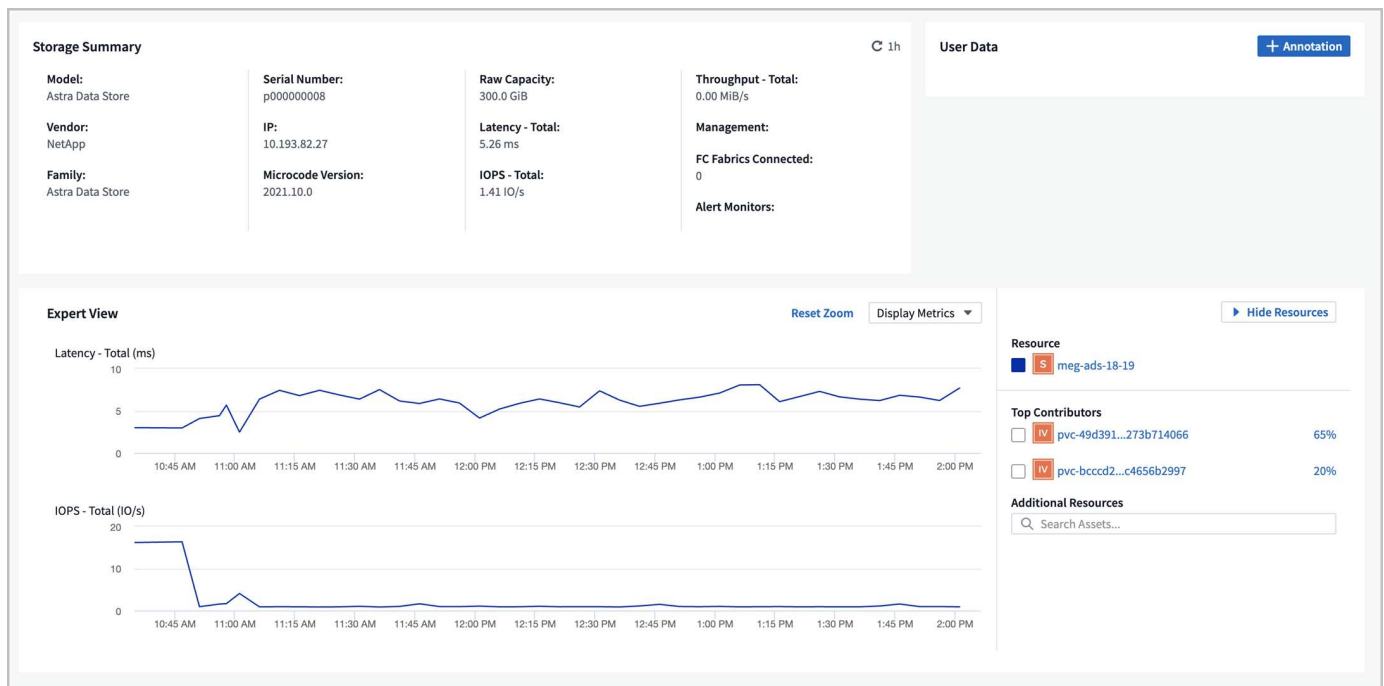 Storage Summary
1h
Model:
Astra Data Store
Vendor:
NetApp
Family:
Astra Data Store
Serial Number:
p000000008
IP:
10.193.82.27
Microcode Version:
2021.10.0
Raw Capacity:
300.0 GiB
Latency - Total:
5.26 ms
IOPS - Total:
1.41 IO/s
Throughput - Total:
0.00 MiB/s
Management:
FC Fabrics Connected:
0
Alert Monitors:
User Data
+ Annotation
Expert View
Reset Zoom
Display Metrics
Latency - Total (ms)
10
5
0
10:45 AM 11:00 AM 11:15 AM 11:30 AM 11:45 AM 12:00 PM 12:15 PM 12:30 PM 12:45 PM 1:00 PM 1:15 PM 1:30 PM 1:45 PM 2:00 PM
IOPS - Total (IO/s)
20
10
0
10:45 AM 11:00 AM 11:15 AM 11:30 AM 11:45 AM 12:00 PM 12:15 PM 12:30 PM 12:45 PM 1:00 PM 1:15 PM 1:30 PM 1:45 PM 2:00 PM
Hide Resources
Resource
S meg-ads-18-19
Top Contributors
IV pvc-49d391...273b714066 65%
IV pvc-bcccd2...c4656b2997 20%
Additional Resources
Search Assets...